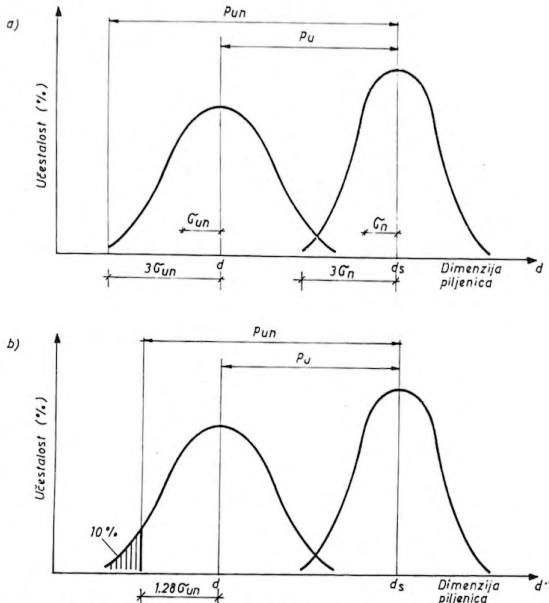 a)
Pun
Pu
Učestalost (%)
σun
σn
3σun
d
3σn
ds
Dimenzija
piljenica
d
b)
Pun
Pu
Učestalost (%)
10%
1.28σun
d
ds
Dimenzija
piljenica
d